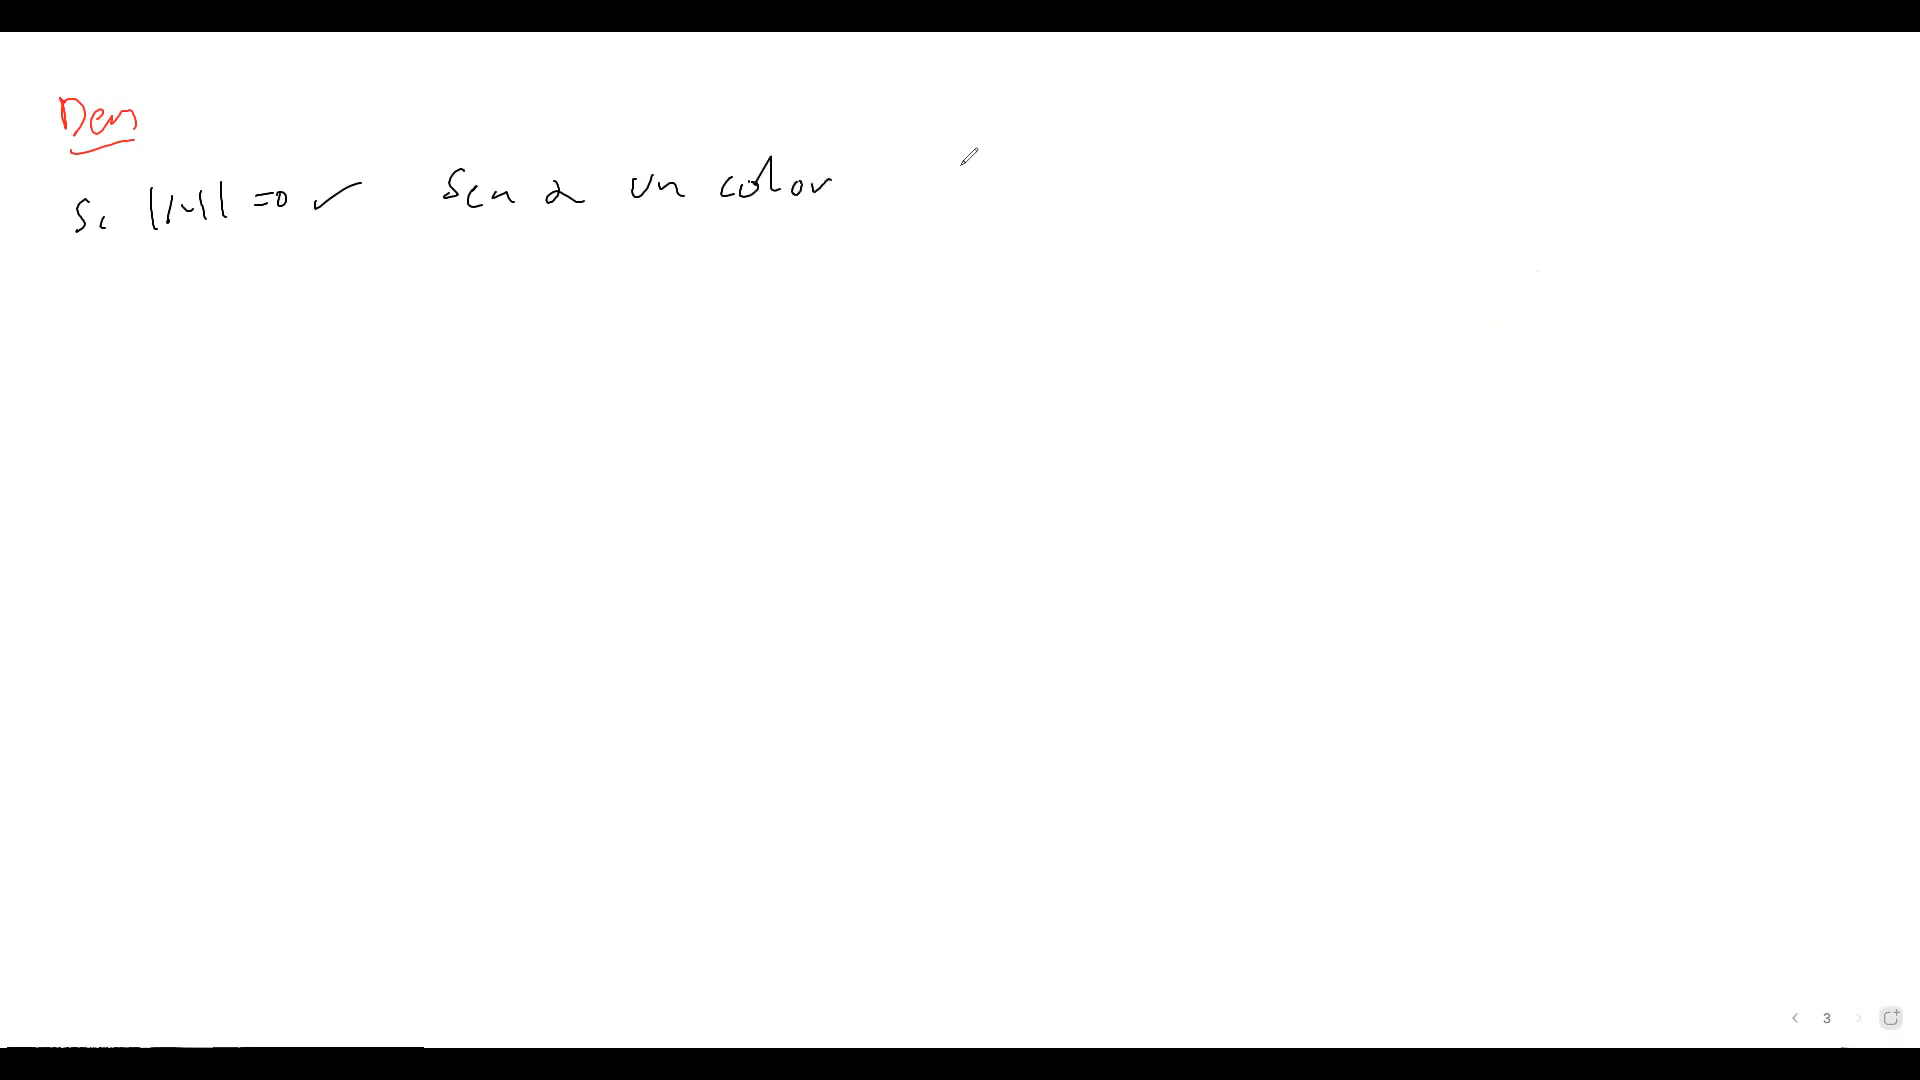 Dem
Si |M| = 0 ✓ Sea α un color
3